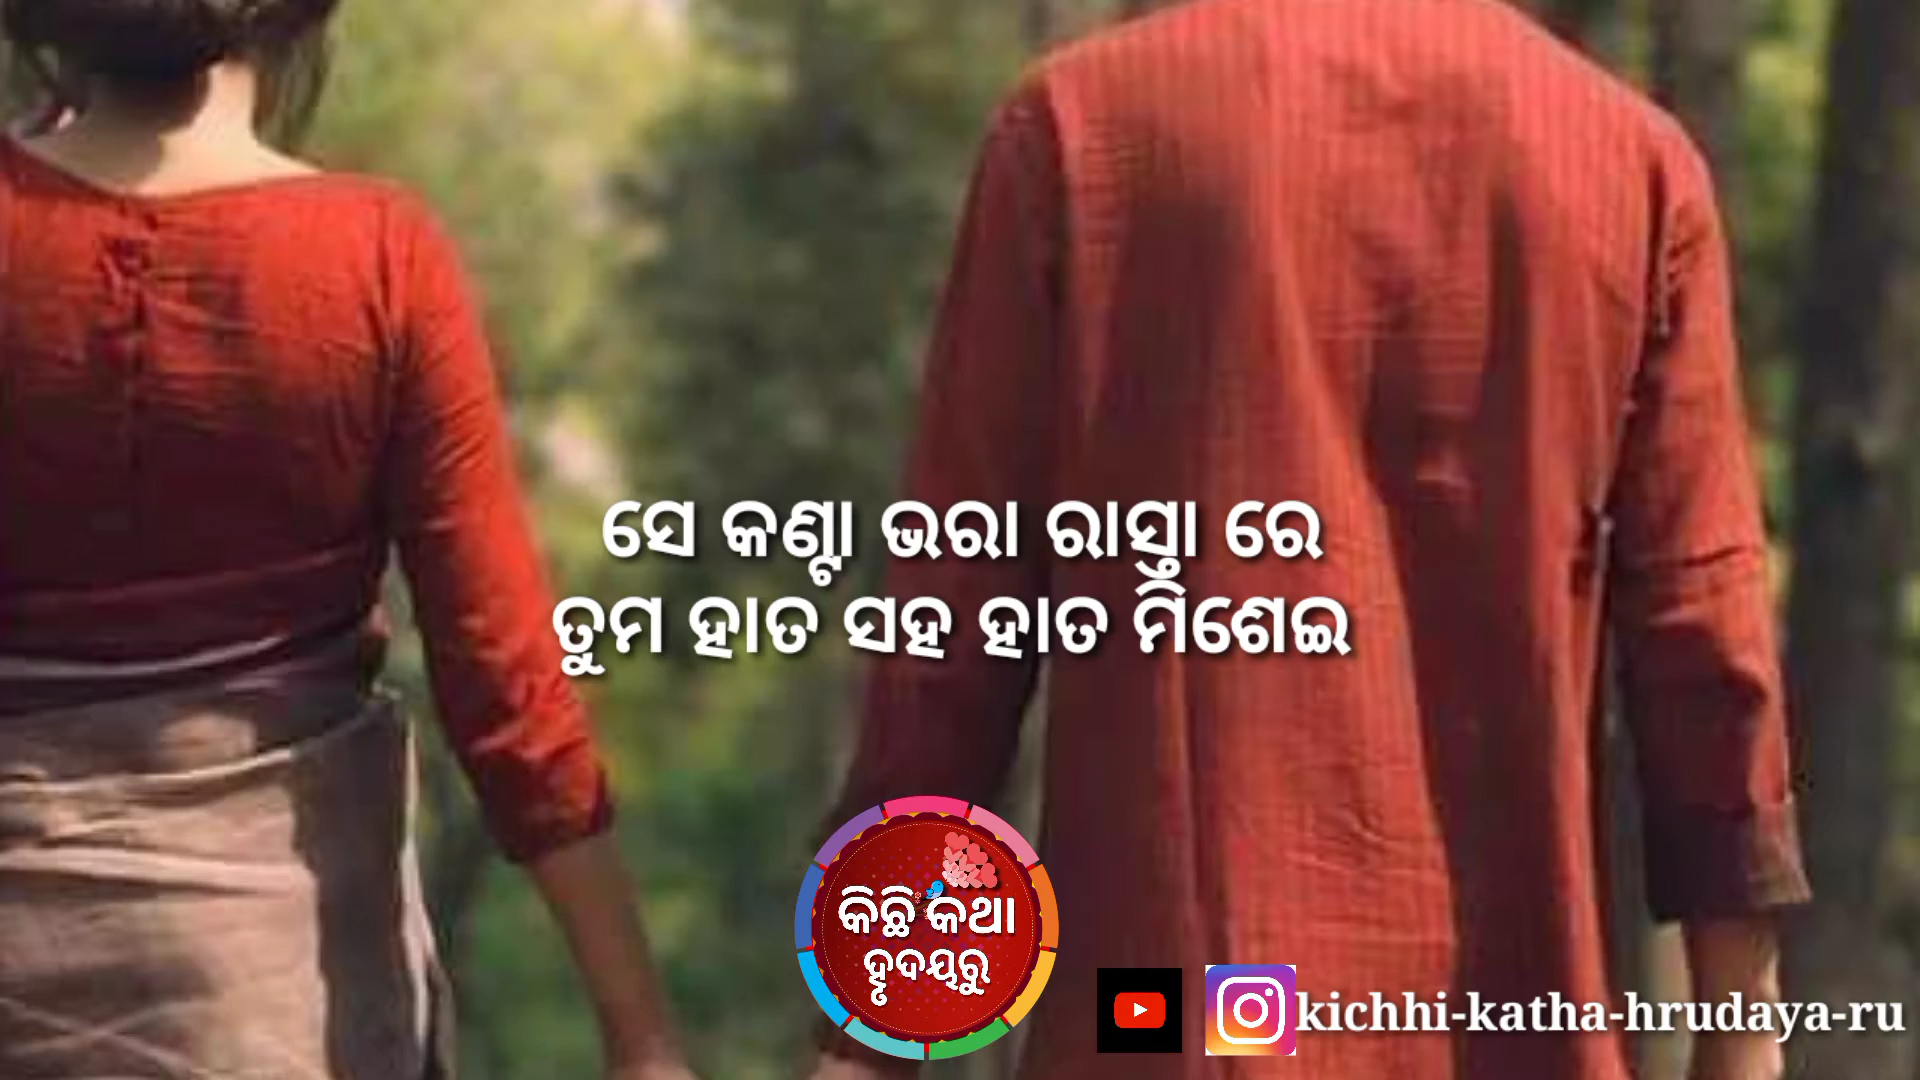 ସେ କଣ୍ଟା ଭରା ରାସ୍ତା ରେ
ତୁମ ହାତ ସହ ହାତ ମିଶେଇ
କିଛି କଥା
ହୃଦୟରୁ
kichhi-katha-hrudaya-ru